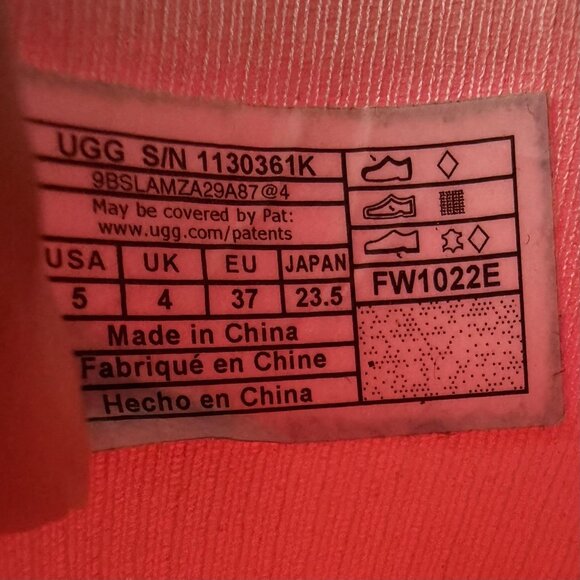 UGG S/N 1130361K
9BSLAMZA29A87@4
May be covered by Pat:
www.ugg.com/patents
USA UK EU JAPAN
5 4 37 23.5
Made in China
Fabriqué en Chine
Hecho en China
FW1022E